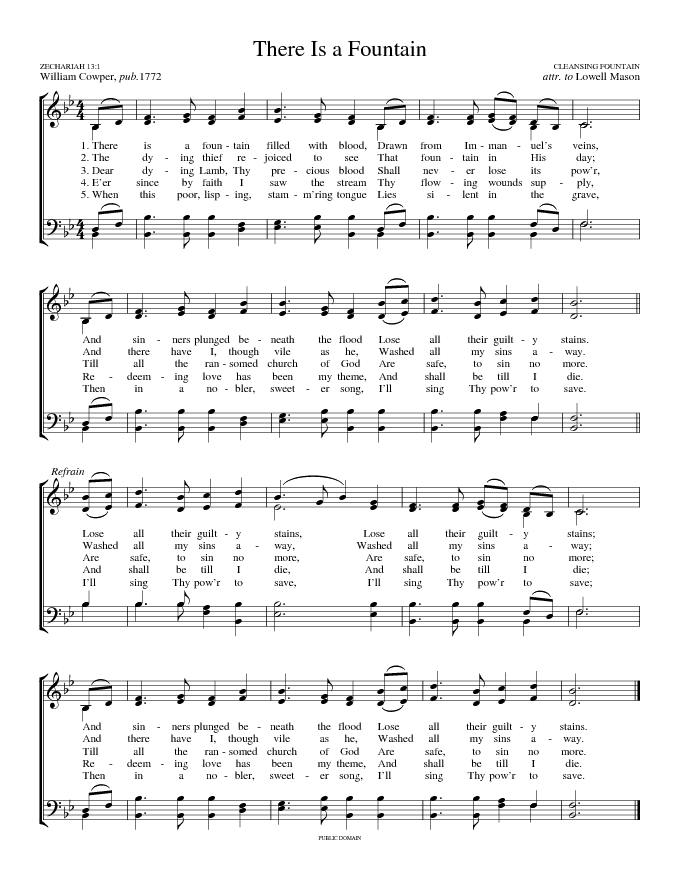 There Is a Fountain
ZECHARIAH 13:1 CLEANSING FOUNTAIN
William Cowper, pub.1772 attr. to Lowell Mason
1. There is a foun - tain filled with blood, Drawn from Im - man - uel's veins,
2. The dy - ing thief re - joiced to see That foun - tain in His day;
3. Dear dy - ing Lamb, Thy pre - cious blood Shall nev - er lose its pow'r,
4. E'er since by faith I saw the stream Thy flow - ing wounds sup - ply,
5. When this poor, lisp - ing, stam - m'ring tongue Lies si - lent in the grave,
And sin - ners plunged be - neath the flood Lose all their guilt - y stains.
And there have I, though vile as he, Washed all my sins a - way.
Till all the ran - somed church of God Are safe, to sin no more.
Re - deem - ing love has been my theme, And shall be till I die.
Then in a no - bler, sweet - er song, I'll sing Thy pow'r to save.
Refrain
Lose all their guilt - y stains, Lose all their guilt - y stains;
Washed all my sins a - way, Washed all my sins a - way;
Are safe, to sin no more, Are safe, to sin no more;
And shall be till I die, And shall be till I die;
I'll sing Thy pow'r to save, I'll sing Thy pow'r to save;
And sin - ners plunged be - neath the flood Lose all their guilt - y stains.
And there have I, though vile as he, Washed all my sins a - way.
Till all the ran - somed church of God Are safe, to sin no more.
Re - deem - ing love has been my theme, And shall be till I die.
Then in a no - bler, sweet - er song, I'll sing Thy pow'r to save.
PUBLIC DOMAIN